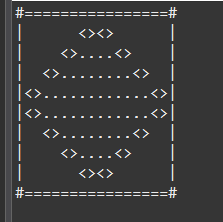 #================#
|      <><>      |
|    <>....<>    |
|  <>........<>  |
|<>............<>|
|<>............<>|
|  <>........<>  |
|    <>....<>    |
|      <><>      |
#================#